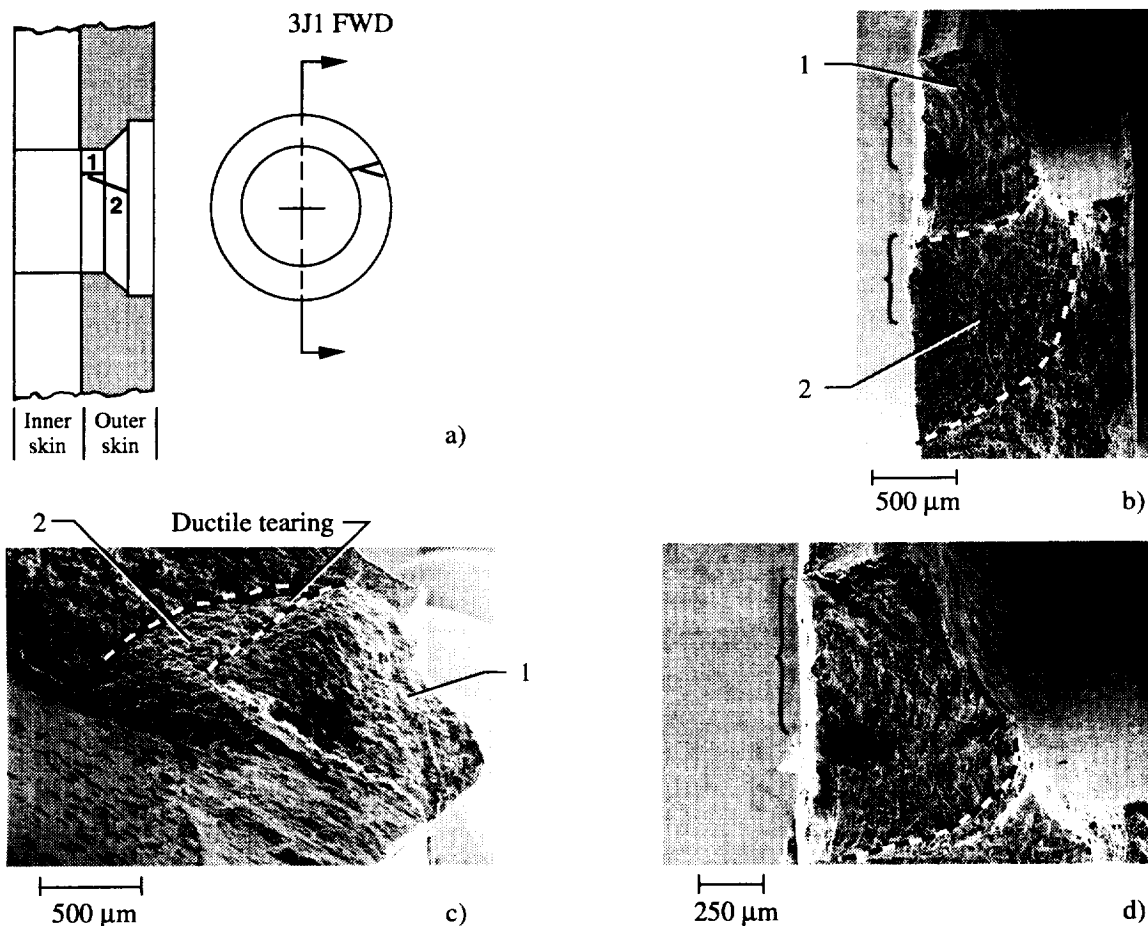 3J1 FWD
1
2
Inner
skin
Outer
skin
a)
1
2
500 μm
b)
2
Ductile tearing
1
500 μm
c)
250 μm
d)